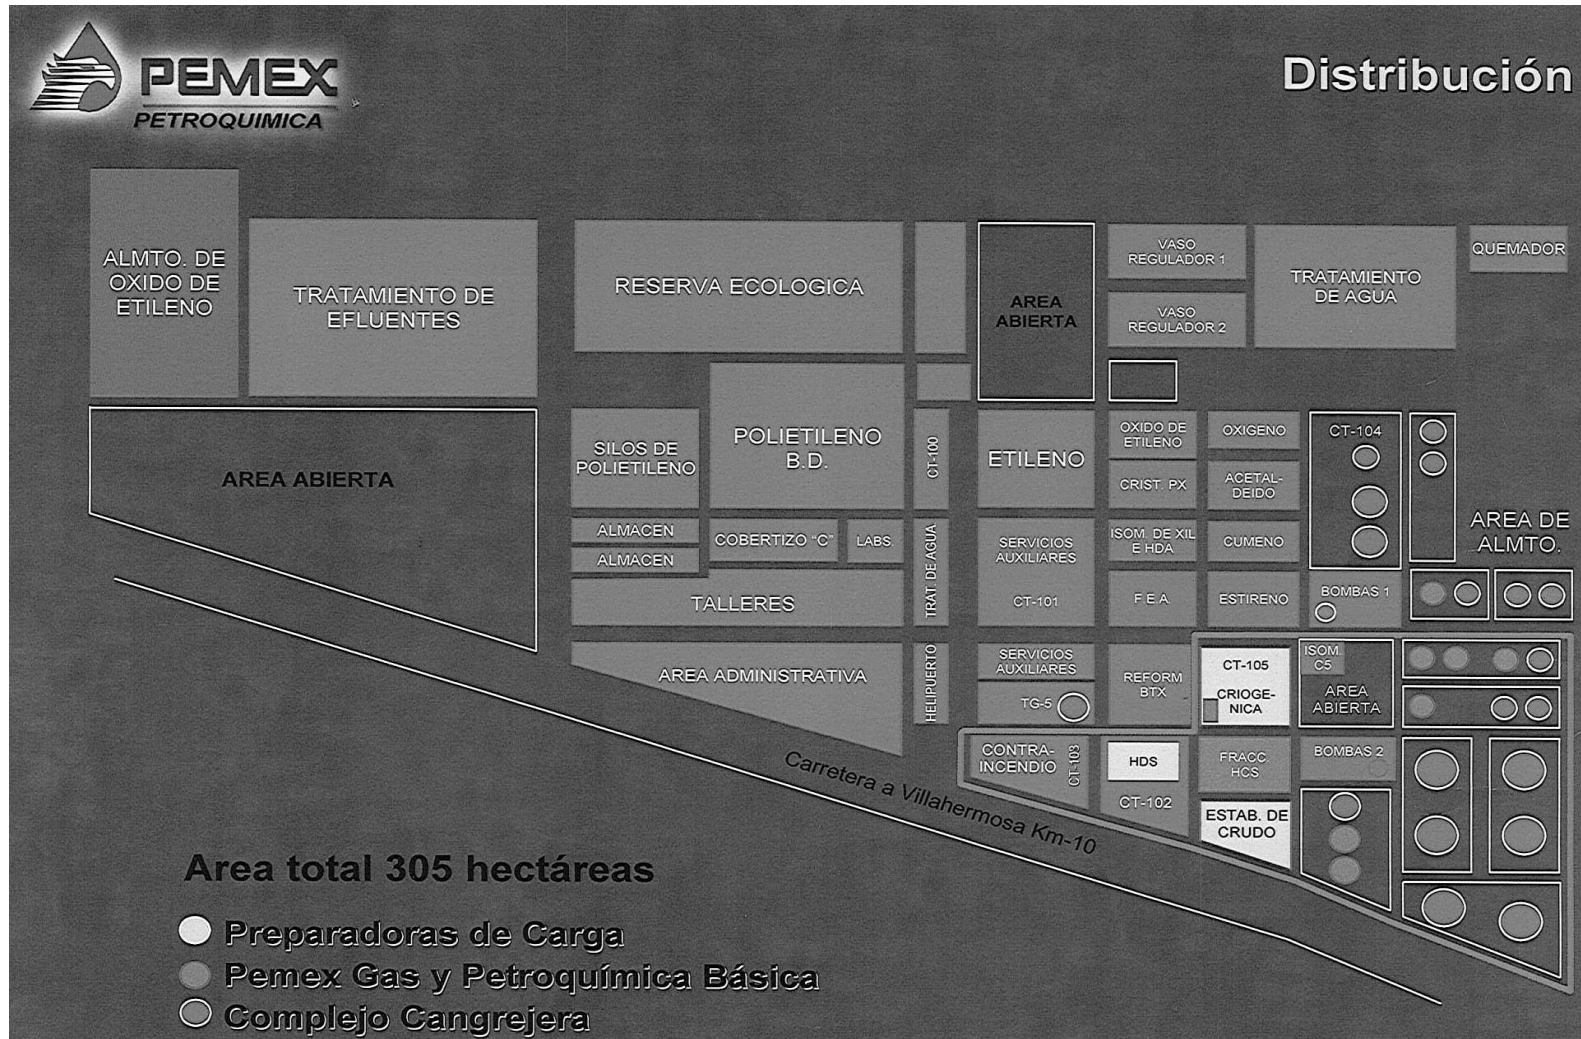 PEMEX
PETROQUIMICA
Distribución
ALMTO. DE
OXIDO DE
ETILENO
TRATAMIENTO DE
EFLUENTES
RESERVA ECOLOGICA
AREA
ABIERTA
VASO
REGULADOR 1
VASO
REGULADOR 2
TRATAMIENTO
DE AGUA
QUEMADOR
AREA ABIERTA
SILOS DE
POLIETILENO
POLIETILENO
B.D.
CT-100
ETILENO
OXIDO DE
ETILENO
OXIGENO
CT-104
CRIST. PX
ACETAL-
DEIDO
AREA DE
ALMTO.
ALMACEN
ALMACEN
COBERTIZO “C”
LABS.
TRAT. DE AGUA
SERVICIOS
AUXILIARES
CT-101
ISOM. DE XIL
E HDA
CUMENO
TALLERES
F.E.A.
ESTIRENO
BOMBAS 1
AREA ADMINISTRATIVA
HELIPUERTO
SERVICIOS
AUXILIARES
TG-5
REFORM
BTX
CT-105
CRIOGE-
NICA
ISOM.
C5
AREA
ABIERTA
CONTRA-
INCENDIO
CT-103
HDS
CT-102
FRACC.
HCS
BOMBAS 2
ESTAB. DE
CRUDO
Carretera a Villahermosa Km-10
Area total 305 hectáreas
Preparadoras de Carga
Pemex Gas y Petroquímica Básica
Complejo Cangrejera